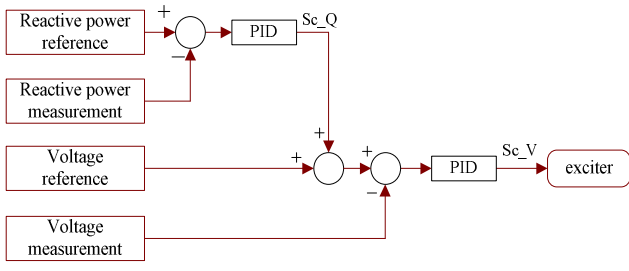 Reactive power
reference
+
−
PID
Sc_Q
Reactive power
measurement
Voltage
reference
+
+
+
−
PID
Sc_V
exciter
Voltage
measurement